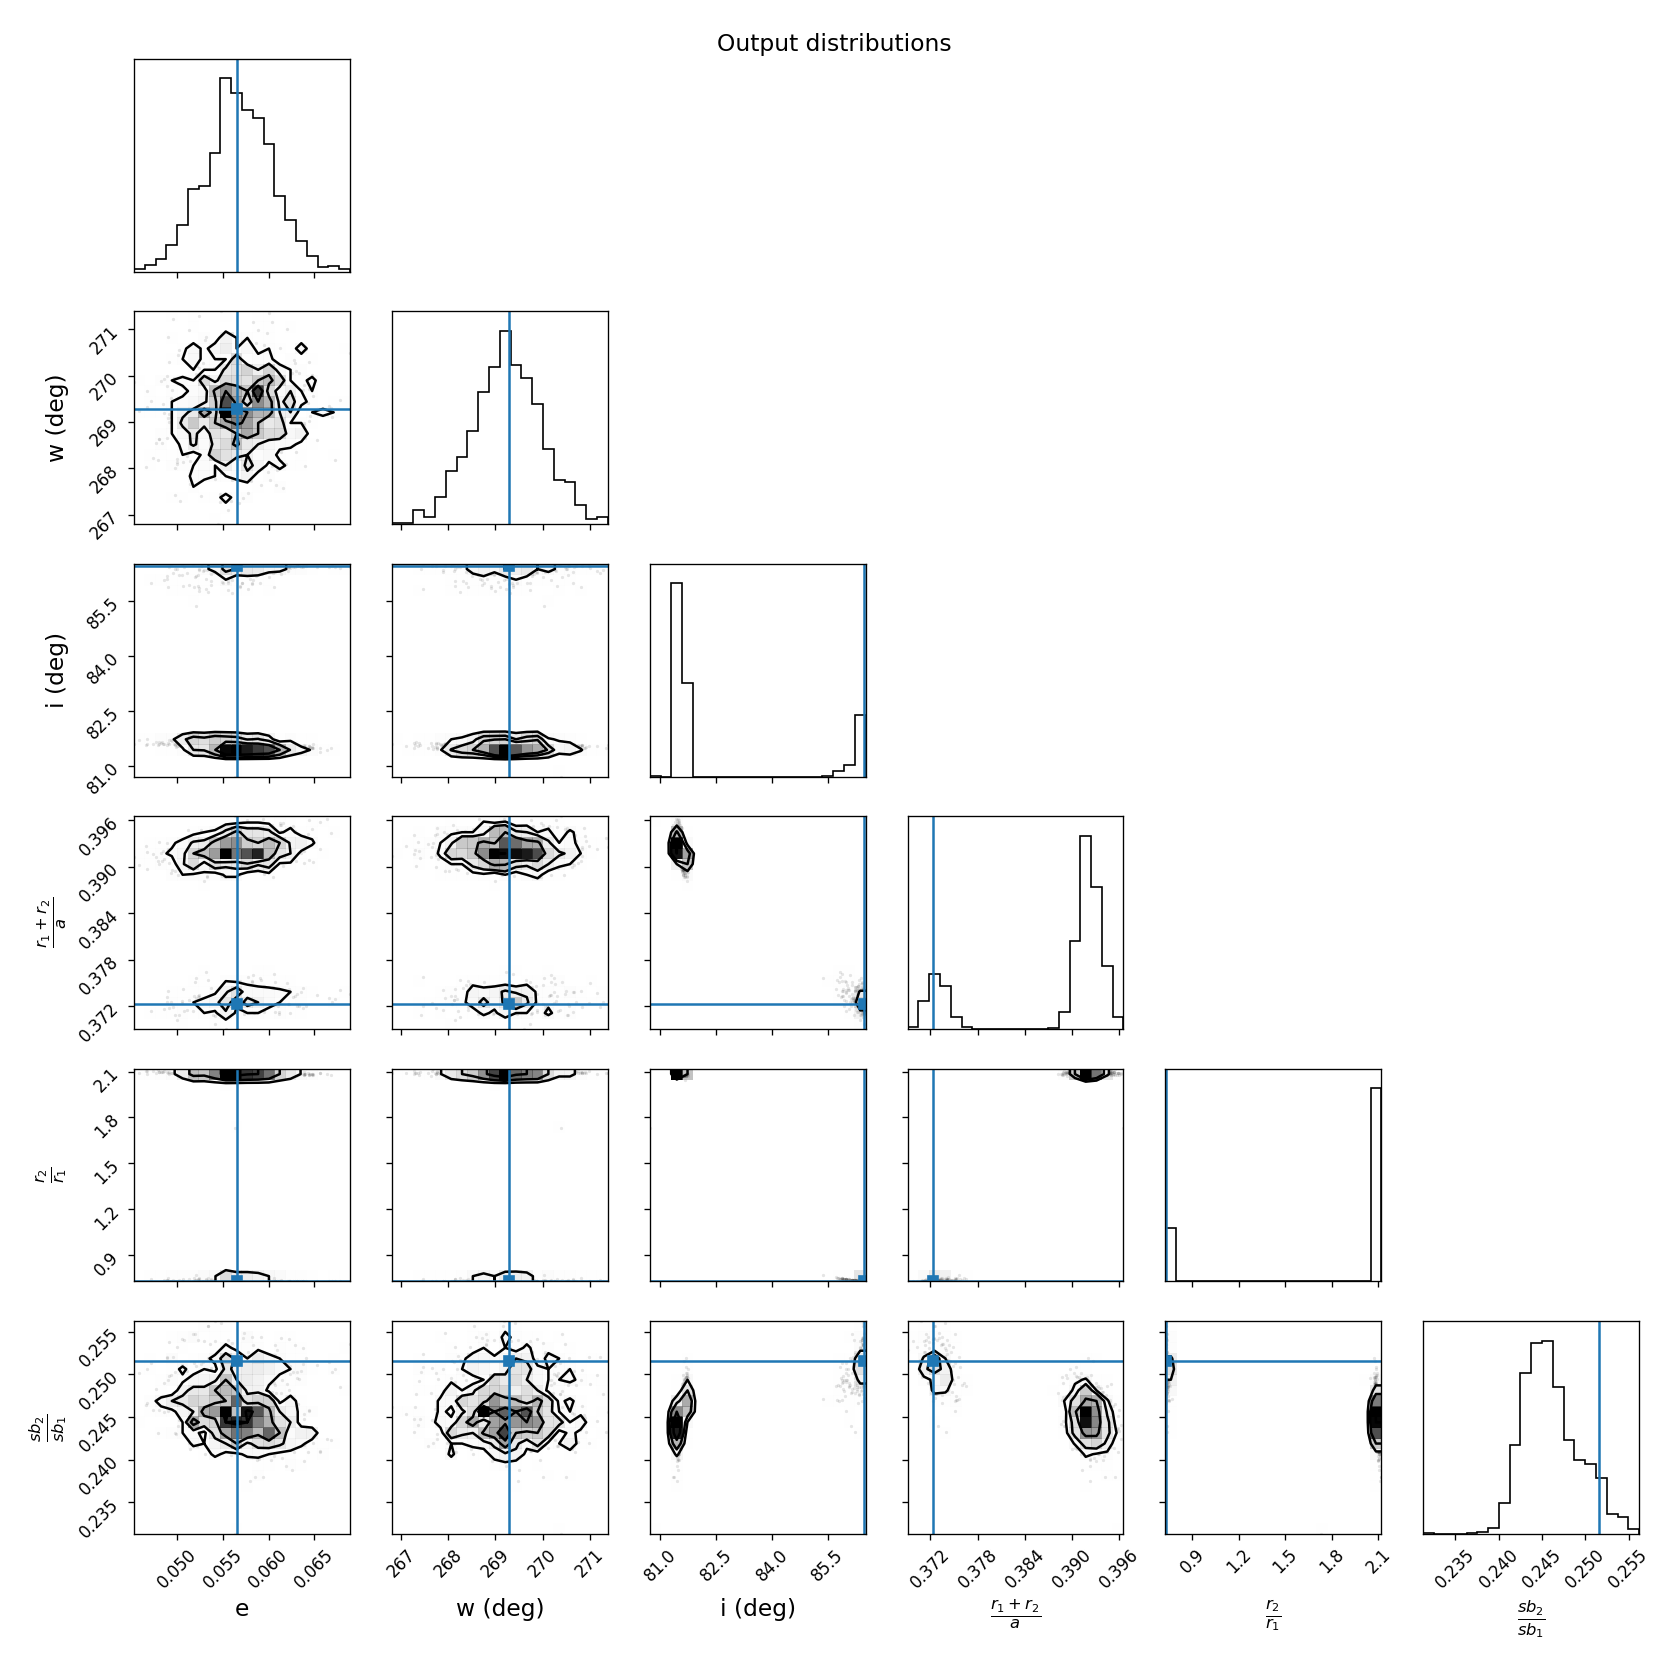 Output distributions
271
270
269
268
267
w (deg)
85.5
84.0
82.5
81.0
i (deg)
0.396
0.390
0.384
0.378
0.372
r₁ + r₂
a
2.1
1.8
1.5
1.2
0.9
r₂
r₁
0.255
0.250
0.245
0.240
0.235
sb₂
sb₁
0.050 0.055 0.060 0.065 267 268 269 270 271 81.0 82.5 84.0 85.5 0.372 0.378 0.384 0.390 0.396 0.9 1.2 1.5 1.8 2.1 0.235 0.240 0.245 0.250 0.255
e w (deg) i (deg)
r₁ + r₂
a
r₂
r₁
sb₂
sb₁